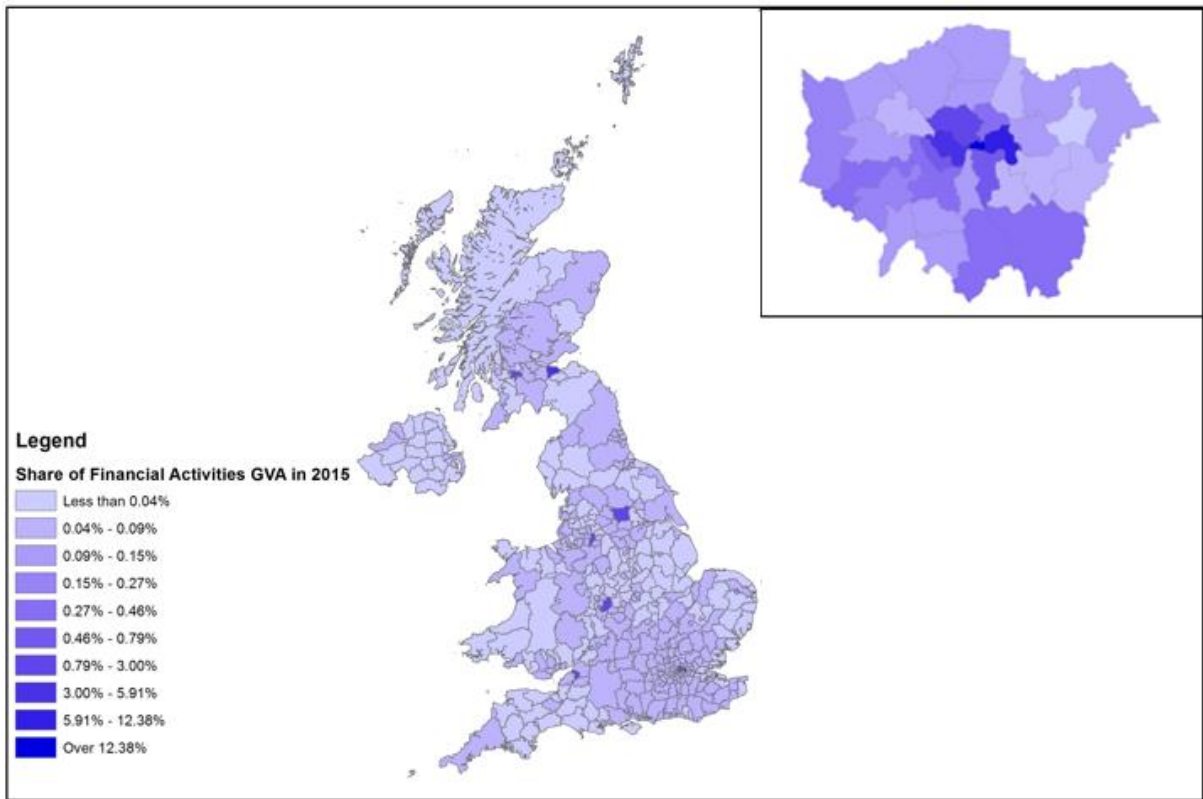 Legend
Share of Financial Activities GVA in 2015
Less than 0.04%
0.04% - 0.09%
0.09% - 0.15%
0.15% - 0.27%
0.27% - 0.46%
0.46% - 0.79%
0.79% - 3.00%
3.00% - 5.91%
5.91% - 12.38%
Over 12.38%